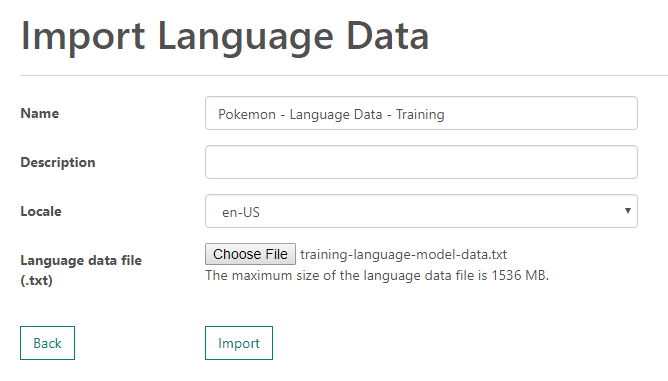 Import Language Data
Name Pokemon - Language Data - Training
Description
Locale en-US
Language data file
(.txt)
Choose File training-language-model-data.txt
The maximum size of the language data file is 1536 MB.
Back Import